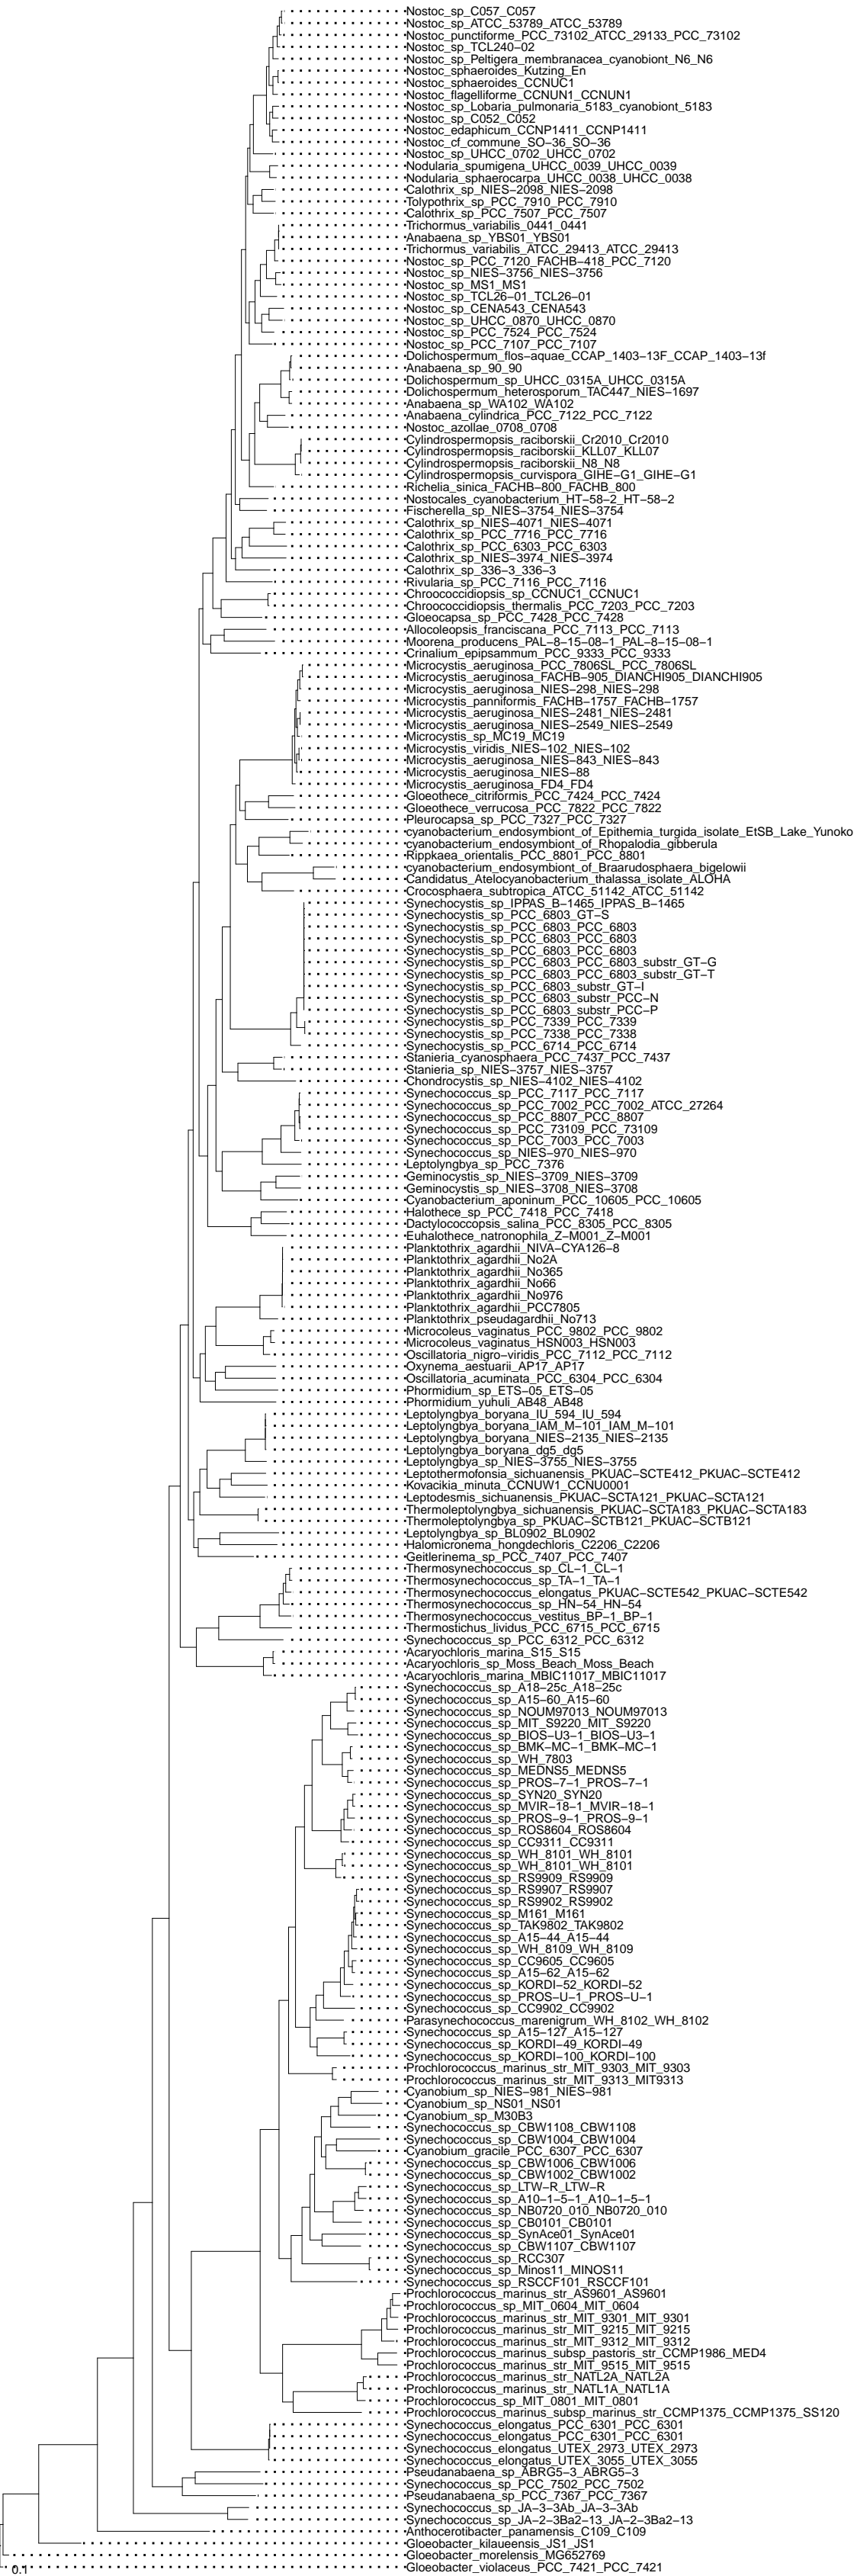 Nostoc_sp_C057_C057
Nostoc_sp_ATCC_53789_ATCC_53789
Nostoc_punctiforme_PCC_73102_ATCC_29133_PCC_73102
Nostoc_sp_TCL240-02
Nostoc_sp_Peltigera_membranacea_cyanobiont_N6_N6
Nostoc_sphaeroides_Kutzing_En
Nostoc_sphaeroides_CCNUC1
Nostoc_flagelliforme_CCNUN1_CCNUN1
Nostoc_sp_Lobaria_pulmonaria_5183_cyanobiont_5183
Nostoc_sp_C052_C052
Nostoc_edaphicum_CCNP1411_CCNP1411
Nostoc_cf_commune_SO-36_SO-36
Nostoc_sp_UHCC_0702_UHCC_0702
Nodularia_spumigena_UHCC_0039_UHCC_0039
Nodularia_sphaerocarpa_UHCC_0038_UHCC_0038
Calothrix_sp_NIES-2098_NIES-2098
Tolypothrix_sp_PCC_7910_PCC_7910
Calothrix_sp_PCC_7507_PCC_7507
Trichormus_variabilis_0441_0441
Anabaena_sp_YBS01_YBS01
Trichormus_variabilis_ATCC_29413_ATCC_29413
Nostoc_sp_PCC_7120_FACHB-418_PCC_7120
Nostoc_sp_NIES-3756_NIES-3756
Nostoc_sp_MS1_MS1
Nostoc_sp_TCL26-01_TCL26-01
Nostoc_sp_CENA543_CENA543
Nostoc_sp_UHCC_0870_UHCC_0870
Nostoc_sp_PCC_7524_PCC_7524
Nostoc_sp_PCC_7107_PCC_7107
Dolichospermum_flos-aquae_CCAP_1403-13F_CCAP_1403-13f
Anabaena_sp_90_90
Dolichospermum_sp_UHCC_0315A_UHCC_0315A
Dolichospermum_heterosporum_TAC447_NIES-1697
Anabaena_sp_WA102_WA102
Anabaena_cylindrica_PCC_7122_PCC_7122
Nostoc_azollae_0708_0708
Cylindrospermopsis_raciborskii_Cr2010_Cr2010
Cylindrospermopsis_raciborskii_KLL07_KLL07
Cylindrospermopsis_raciborskii_N8_N8
Cylindrospermopsis_curvispora_GIHE-G1_GIHE-G1
Richelia_sinica_FACHB-800_FACHB_800
Nostocales_cyanobacterium_HT-58-2_HT-58-2
Fischerella_sp_NIES-3754_NIES-3754
Calothrix_sp_NIES-4071_NIES-4071
Calothrix_sp_PCC_7716_PCC_7716
Calothrix_sp_PCC_6303_PCC_6303
Calothrix_sp_NIES-3974_NIES-3974
Calothrix_sp_336-3_336-3
Rivularia_sp_PCC_7116_PCC_7116
Chroococcidiopsis_sp_CCNUC1_CCNUC1
Chroococcidiopsis_thermalis_PCC_7203_PCC_7203
Gloeocapsa_sp_PCC_7428_PCC_7428
Allocoleopsis_franciscana_PCC_7113_PCC_7113
Moorena_producens_PAL-8-15-08-1_PAL-8-15-08-1
Crinalium_epipsammum_PCC_9333_PCC_9333
Microcystis_aeruginosa_PCC_7806SL_PCC_7806SL
Microcystis_aeruginosa_FACHB-905_DIANCHI905_DIANCHI905
Microcystis_aeruginosa_NIES-298_NIES-298
Microcystis_panniformis_FACHB-1757_FACHB-1757
Microcystis_aeruginosa_NIES-2481_NIES-2481
Microcystis_aeruginosa_NIES-2549_NIES-2549
Microcystis_sp_MC19_MC19
Microcystis_viridis_NIES-102_NIES-102
Microcystis_aeruginosa_NIES-843_NIES-843
Microcystis_aeruginosa_NIES-88
Microcystis_aeruginosa_FD4_FD4
Gloeothece_citriformis_PCC_7424_PCC_7424
Gloeothece_verrucosa_PCC_7822_PCC_7822
Pleurocapsa_sp_PCC_7327_PCC_7327
cyanobacterium_endosymbiont_of_Epithemia_turgida_isolate_EtSB_Lake_Yunoko
cyanobacterium_endosymbiont_of_Rhopalodia_gibberula
Rippkaea_orientalis_PCC_8801_PCC_8801
cyanobacterium_endosymbiont_of_Braarudosphaera_bigelowii
Candidatus_Atelocyanobacterium_thalassa_isolate_ALOHA
Crocosphaera_subtropica_ATCC_51142_ATCC_51142
Synechocystis_sp_IPPAS_B-1465_IPPAS_B-1465
Synechocystis_sp_PCC_6803_GT-S
Synechocystis_sp_PCC_6803_PCC_6803
Synechocystis_sp_PCC_6803_PCC_6803
Synechocystis_sp_PCC_6803_PCC_6803
Synechocystis_sp_PCC_6803_PCC_6803_substr_GT-G
Synechocystis_sp_PCC_6803_PCC_6803_substr_GT-T
Synechocystis_sp_PCC_6803_substr_GT-I
Synechocystis_sp_PCC_6803_substr_PCC-N
Synechocystis_sp_PCC_6803_substr_PCC-P
Synechocystis_sp_PCC_7339_PCC_7339
Synechocystis_sp_PCC_7338_PCC_7338
Synechocystis_sp_PCC_6714_PCC_6714
Stanieria_cyanosphaera_PCC_7437_PCC_7437
Stanieria_sp_NIES-3757_NIES-3757
Chondrocystis_sp_NIES-4102_NIES-4102
Synechococcus_sp_PCC_7117_PCC_7117
Synechococcus_sp_PCC_7002_PCC_7002_ATCC_27264
Synechococcus_sp_PCC_8807_PCC_8807
Synechococcus_sp_PCC_73109_PCC_73109
Synechococcus_sp_PCC_7003_PCC_7003
Synechococcus_sp_NIES-970_NIES-970
Leptolyngbya_sp_PCC_7376
Geminocystis_sp_NIES-3709_NIES-3709
Geminocystis_sp_NIES-3708_NIES-3708
Cyanobacterium_aponinum_PCC_10605_PCC_10605
Halothece_sp_PCC_7418_PCC_7418
Dactylococcopsis_salina_PCC_8305_PCC_8305
Euhalothece_natronophila_Z-M001_Z-M001
Planktothrix_agardhii_NIVA-CYA126-8
Planktothrix_agardhii_No2A
Planktothrix_agardhii_No365
Planktothrix_agardhii_No66
Planktothrix_agardhii_No976
Planktothrix_agardhii_PCC7805
Planktothrix_pseudagardhii_No713
Microcoleus_vaginatus_PCC_9802_PCC_9802
Microcoleus_vaginatus_HSN003_HSN003
Oscillatoria_nigro-viridis_PCC_7112_PCC_7112
Oxynema_aestuarii_AP17_AP17
Oscillatoria_acuminata_PCC_6304_PCC_6304
Phormidium_sp_ETS-05_ETS-05
Phormidium_yuhuli_AB48_AB48
Leptolyngbya_boryana_IU_594_IU_594
Leptolyngbya_boryana_IAM_M-101_IAM_M-101
Leptolyngbya_boryana_NIES-2135_NIES-2135
Leptolyngbya_boryana_dg5_dg5
Leptolyngbya_sp_NIES-3755_NIES-3755
Leptothermofonsia_sichuanensis_PKUAC-SCTE412_PKUAC-SCTE412
Kovacikia_minuta_CCNUW1_CCNU0001
Leptodesmis_sichuanensis_PKUAC-SCTA121_PKUAC-SCTA121
Thermoleptolyngbya_sichuanensis_PKUAC-SCTA183_PKUAC-SCTA183
Thermoleptolyngbya_sp_PKUAC-SCTB121_PKUAC-SCTB121
Leptolyngbya_sp_BL0902_BL0902
Halomicronema_hongdechloris_C2206_C2206
Geitlerinema_sp_PCC_7407_PCC_7407
Thermosynechococcus_sp_CL-1_CL-1
Thermosynechococcus_sp_TA-1_TA-1
Thermosynechococcus_elongatus_PKUAC-SCTE542_PKUAC-SCTE542
Thermosynechococcus_sp_HN-54_HN-54
Thermosynechococcus_vestitus_BP-1_BP-1
Thermostichus_lividus_PCC_6715_PCC_6715
Synechococcus_sp_PCC_6312_PCC_6312
Acaryochloris_marina_S15_S15
Acaryochloris_sp_Moss_Beach_Moss_Beach
Acaryochloris_marina_MBIC11017_MBIC11017
Synechococcus_sp_A18-25c_A18-25c
Synechococcus_sp_A15-60_A15-60
Synechococcus_sp_NOUM97013_NOUM97013
Synechococcus_sp_MIT_S9220_MIT_S9220
Synechococcus_sp_BIOS-U3-1_BIOS-U3-1
Synechococcus_sp_BMK-MC-1_BMK-MC-1
Synechococcus_sp_WH_7803
Synechococcus_sp_MEDNS5_MEDNS5
Synechococcus_sp_PROS-7-1_PROS-7-1
Synechococcus_sp_SYN20_SYN20
Synechococcus_sp_MVIR-18-1_MVIR-18-1
Synechococcus_sp_PROS-9-1_PROS-9-1
Synechococcus_sp_ROS8604_ROS8604
Synechococcus_sp_CC9311_CC9311
Synechococcus_sp_WH_8101_WH_8101
Synechococcus_sp_WH_8101_WH_8101
Synechococcus_sp_RS9909_RS9909
Synechococcus_sp_RS9907_RS9907
Synechococcus_sp_RS9902_RS9902
Synechococcus_sp_M161_M161
Synechococcus_sp_TAK9802_TAK9802
Synechococcus_sp_A15-44_A15-44
Synechococcus_sp_WH_8109_WH_8109
Synechococcus_sp_CC9605_CC9605
Synechococcus_sp_A15-62_A15-62
Synechococcus_sp_KORDI-52_KORDI-52
Synechococcus_sp_PROS-U-1_PROS-U-1
Synechococcus_sp_CC9902_CC9902
Parasynechococcus_marenigrum_WH_8102_WH_8102
Synechococcus_sp_A15-127_A15-127
Synechococcus_sp_KORDI-49_KORDI-49
Synechococcus_sp_KORDI-100_KORDI-100
Prochlorococcus_marinus_str_MIT_9303_MIT_9303
Prochlorococcus_marinus_str_MIT_9313_MIT9313
Cyanobium_sp_NIES-981_NIES-981
Cyanobium_sp_NS01_NS01
Cyanobium_sp_M30B3
Synechococcus_sp_CBW1108_CBW1108
Synechococcus_sp_CBW1004_CBW1004
Cyanobium_gracile_PCC_6307_PCC_6307
Synechococcus_sp_CBW1006_CBW1006
Synechococcus_sp_CBW1002_CBW1002
Synechococcus_sp_LTW-R_LTW-R
Synechococcus_sp_A10-1-5-1_A10-1-5-1
Synechococcus_sp_NB0720_010_NB0720_010
Synechococcus_sp_CB0101_CB0101
Synechococcus_sp_SynAce01_SynAce01
Synechococcus_sp_CBW1107_CBW1107
Synechococcus_sp_RCC307
Synechococcus_sp_Minos11_MINOS11
Synechococcus_sp_RSCCF101_RSCCF101
Prochlorococcus_marinus_str_AS9601_AS9601
Prochlorococcus_sp_MIT_0604_MIT_0604
Prochlorococcus_marinus_str_MIT_9301_MIT_9301
Prochlorococcus_marinus_str_MIT_9215_MIT_9215
Prochlorococcus_marinus_str_MIT_9312_MIT_9312
Prochlorococcus_marinus_subsp_pastoris_str_CCMP1986_MED4
Prochlorococcus_marinus_str_MIT_9515_MIT_9515
Prochlorococcus_marinus_str_NATL2A_NATL2A
Prochlorococcus_marinus_str_NATL1A_NATL1A
Prochlorococcus_sp_MIT_0801_MIT_0801
Prochlorococcus_marinus_subsp_marinus_str_CCMP1375_CCMP1375_SS120
Synechococcus_elongatus_PCC_6301_PCC_6301
Synechococcus_elongatus_PCC_6301_PCC_6301
Synechococcus_elongatus_UTEX_2973_UTEX_2973
Synechococcus_elongatus_UTEX_3055_UTEX_3055
Pseudanabaena_sp_ABRG5-3_ABRG5-3
Synechococcus_sp_PCC_7502_PCC_7502
Pseudanabaena_sp_PCC_7367_PCC_7367
Synechococcus_sp_JA-3-3Ab_JA-3-3Ab
Synechococcus_sp_JA-2-3Ba2-13_JA-2-3Ba2-13
Anthocerotibacter_panamensis_C109_C109
Gloeobacter_kilaueensis_JS1_JS1
Gloeobacter_morelensis_MG652769
Gloeobacter_violaceus_PCC_7421_PCC_7421
0.1